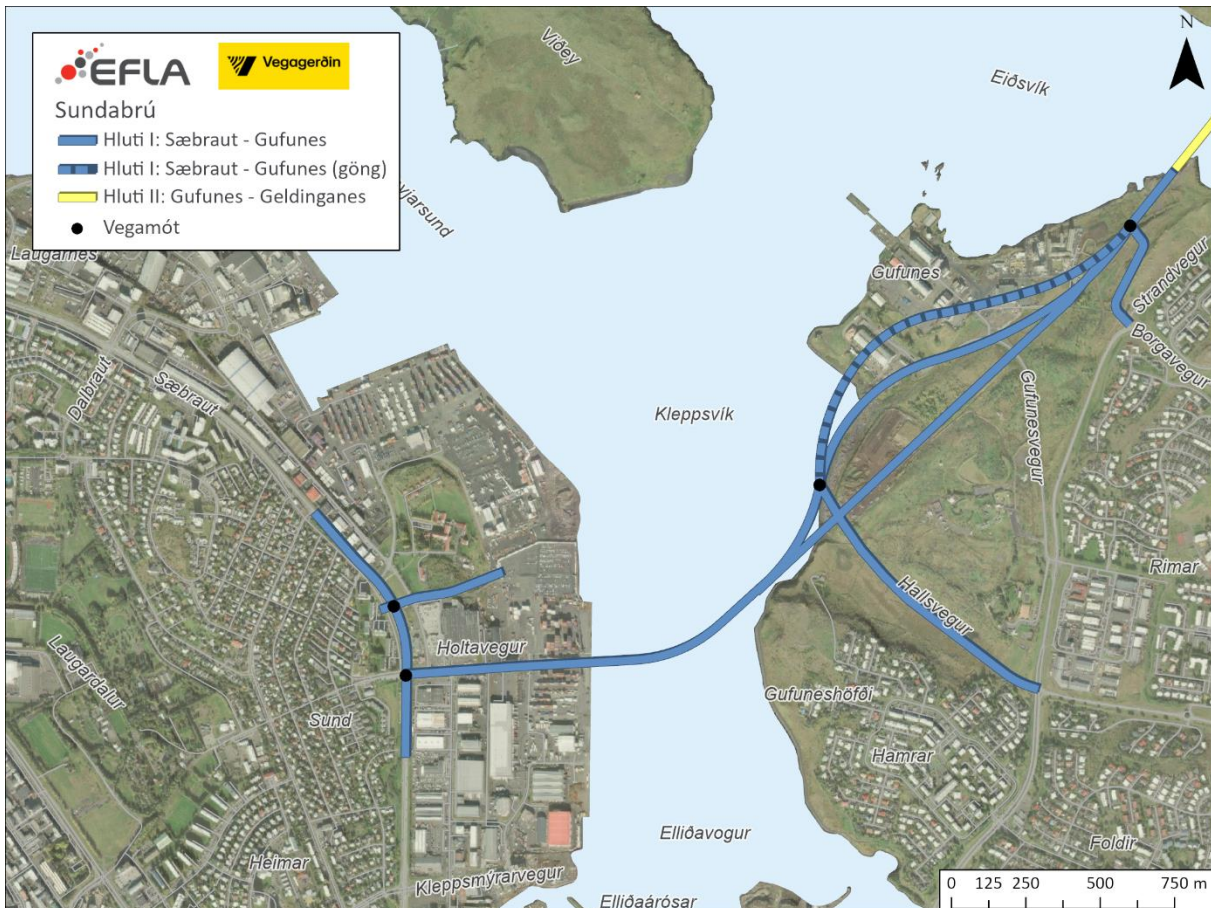 EFLA
Vegagerðin
Sundabrú
Hluti I: Sæbraut - Gufunes
Hluti I: Sæbraut - Gufunes (göng)
Hluti II: Gufunes - Geldinganes
Vegamót
Viðey
Eiðsvík
N
yjarsund
Laugarnes
Gufunes
Strandvegur
Borgavegur
Dalbraut
Sæbraut
Kleppsvík
Gufunesvegur
Rimar
Hallsvegur
Holtavegur
Laugardalur
Sund
Gufuneshöfði
Hamrar
Elliðavogur
Foldir
Heimar
Kleppsmýrarvegur
Elliðaárósar
0 125 250 500 750 m